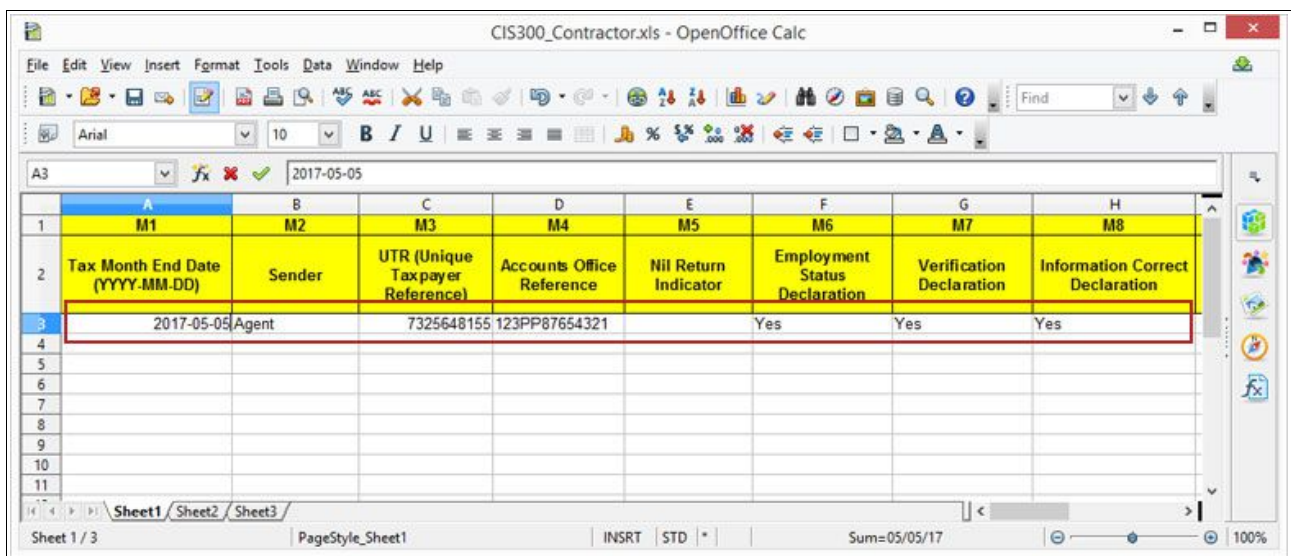 CIS300_Contractor.xls - OpenOffice Calc
File Edit View Insert Format Tools Data Window Help
Find
Arial 10 B I U
A3 2017-05-05
A B C D E F G H
1 M1 M2 M3 M4 M5 M6 M7 M8
2 Tax Month End Date (YYYY-MM-DD) Sender UTR (Unique Taxpayer Reference) Accounts Office Reference Nil Return Indicator Employment Status Declaration Verification Declaration Information Correct Declaration
3 2017-05-05 Agent 7325648155 123PP87654321 Yes Yes Yes
4
5
6
7
8
9
10
11
Sheet1 Sheet2 Sheet3
Sheet 1 / 3 PageStyle_Sheet1 INSRT STD * Sum=05/05/17 100%